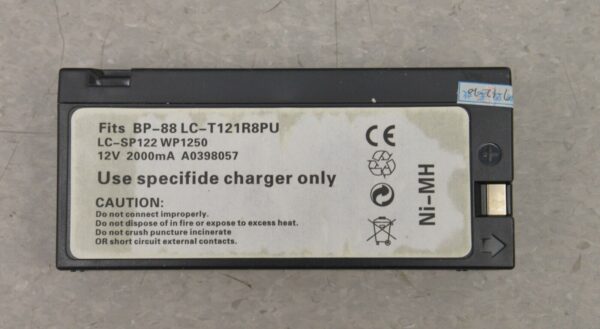 Fits BP-88 LC-T121R8PU
LC-SP122 WP1250
12V 2000mA A0398057
Use specifide charger only
CAUTION:
Do not connect improperly.
Do not dispose of in fire or expose to excess heat.
Do not crush puncture incinerate
OR short circuit external contacts.
CE
Ni-MH
+